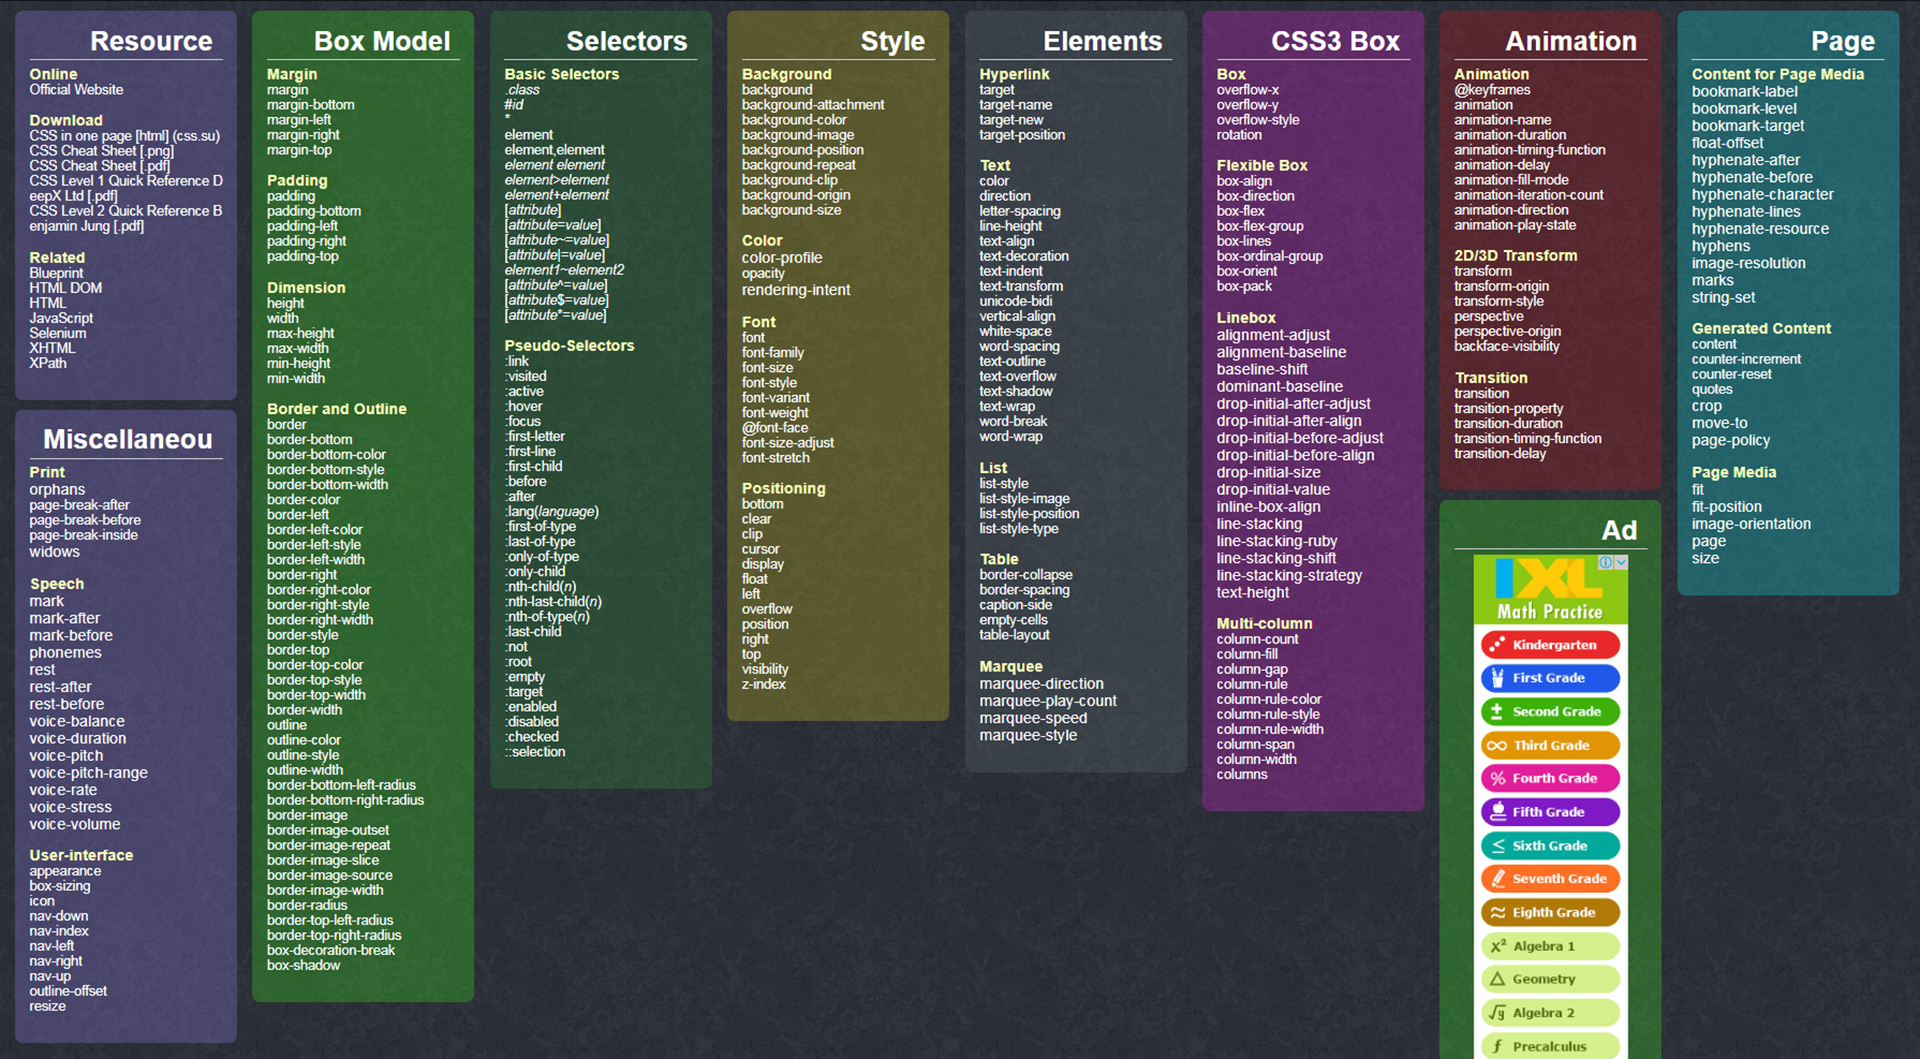 Resource
Online
Official Website
Download
CSS in one page [html] (css.su)
CSS Cheat Sheet [.png]
CSS Cheat Sheet [.pdf]
CSS Level 1 Quick Reference D
eepX Ltd [.pdf]
CSS Level 2 Quick Reference B
enjamin Jung [.pdf]
Related
Blueprint
HTML DOM
HTML
JavaScript
Selenium
XHTML
XPath
Miscellaneou
Print
orphans
page-break-after
page-break-before
page-break-inside
widows
Speech
mark
mark-after
mark-before
phonemes
rest
rest-after
rest-before
voice-balance
voice-duration
voice-pitch
voice-pitch-range
voice-rate
voice-stress
voice-volume
User-interface
appearance
box-sizing
icon
nav-down
nav-index
nav-left
nav-right
nav-up
outline-offset
resize
Box Model
Margin
margin
margin-bottom
margin-left
margin-right
margin-top
Padding
padding
padding-bottom
padding-left
padding-right
padding-top
Dimension
height
width
max-height
max-width
min-height
min-width
Border and Outline
border
border-bottom
border-bottom-color
border-bottom-style
border-bottom-width
border-color
border-left
border-left-color
border-left-style
border-left-width
border-right
border-right-color
border-right-style
border-right-width
border-style
border-top
border-top-color
border-top-style
border-top-width
border-width
outline
outline-color
outline-style
outline-width
border-bottom-left-radius
border-bottom-right-radius
border-image
border-image-outset
border-image-repeat
border-image-slice
border-image-source
border-image-width
border-radius
border-top-left-radius
border-top-right-radius
box-decoration-break
box-shadow
Selectors
Basic Selectors
.class
#id
*
element
element,element
element element
element>element
element+element
[attribute]
[attribute=value]
[attribute~=value]
[attribute|=value]
element1~element2
[attribute^=value]
[attribute$=value]
[attribute*=value]
Pseudo-Selectors
:link
:visited
:active
:hover
:focus
:first-letter
:first-line
:first-child
:before
:after
:lang(language)
:first-of-type
:last-of-type
:only-of-type
:only-child
:nth-child(n)
:nth-last-child(n)
:nth-of-type(n)
:last-child
:not
:root
:empty
:target
:enabled
:disabled
:checked
::selection
Style
Background
background
background-attachment
background-color
background-image
background-position
background-repeat
background-clip
background-origin
background-size
Color
color-profile
opacity
rendering-intent
Font
font
font-family
font-size
font-style
font-variant
font-weight
@font-face
font-size-adjust
font-stretch
Positioning
bottom
clear
clip
cursor
display
float
left
overflow
position
right
top
visibility
z-index
Elements
Hyperlink
target
target-name
target-new
target-position
Text
color
direction
letter-spacing
line-height
text-align
text-decoration
text-indent
text-transform
unicode-bidi
vertical-align
white-space
word-spacing
text-outline
text-overflow
text-shadow
text-wrap
word-break
word-wrap
List
list-style
list-style-image
list-style-position
list-style-type
Table
border-collapse
border-spacing
caption-side
empty-cells
table-layout
Marquee
marquee-direction
marquee-play-count
marquee-speed
marquee-style
CSS3 Box
Box
overflow-x
overflow-y
overflow-style
rotation
Flexible Box
box-align
box-direction
box-flex
box-flex-group
box-lines
box-ordinal-group
box-orient
box-pack
Linebox
alignment-adjust
alignment-baseline
baseline-shift
dominant-baseline
drop-initial-after-adjust
drop-initial-after-align
drop-initial-before-adjust
drop-initial-before-align
drop-initial-size
drop-initial-value
inline-box-align
line-stacking
line-stacking-ruby
line-stacking-shift
line-stacking-strategy
text-height
Multi-column
column-count
column-fill
column-gap
column-rule
column-rule-color
column-rule-style
column-rule-width
column-span
column-width
columns
Animation
Animation
@keyframes
animation
animation-name
animation-duration
animation-timing-function
animation-delay
animation-fill-mode
animation-iteration-count
animation-direction
animation-play-state
2D/3D Transform
transform
transform-origin
transform-style
perspective
perspective-origin
backface-visibility
Transition
transition
transition-property
transition-duration
transition-timing-function
transition-delay
Ad
IXL
Math Practice
Kindergarten
First Grade
± Second Grade
∞ Third Grade
% Fourth Grade
Fifth Grade
≤ Sixth Grade
Seventh Grade
≈ Eighth Grade
x² Algebra 1
Geometry
√y Algebra 2
ƒ Precalculus
Page
Content for Page Media
bookmark-label
bookmark-level
bookmark-target
float-offset
hyphenate-after
hyphenate-before
hyphenate-character
hyphenate-lines
hyphenate-resource
hyphens
image-resolution
marks
string-set
Generated Content
content
counter-increment
counter-reset
quotes
crop
move-to
page-policy
Page Media
fit
fit-position
image-orientation
page
size